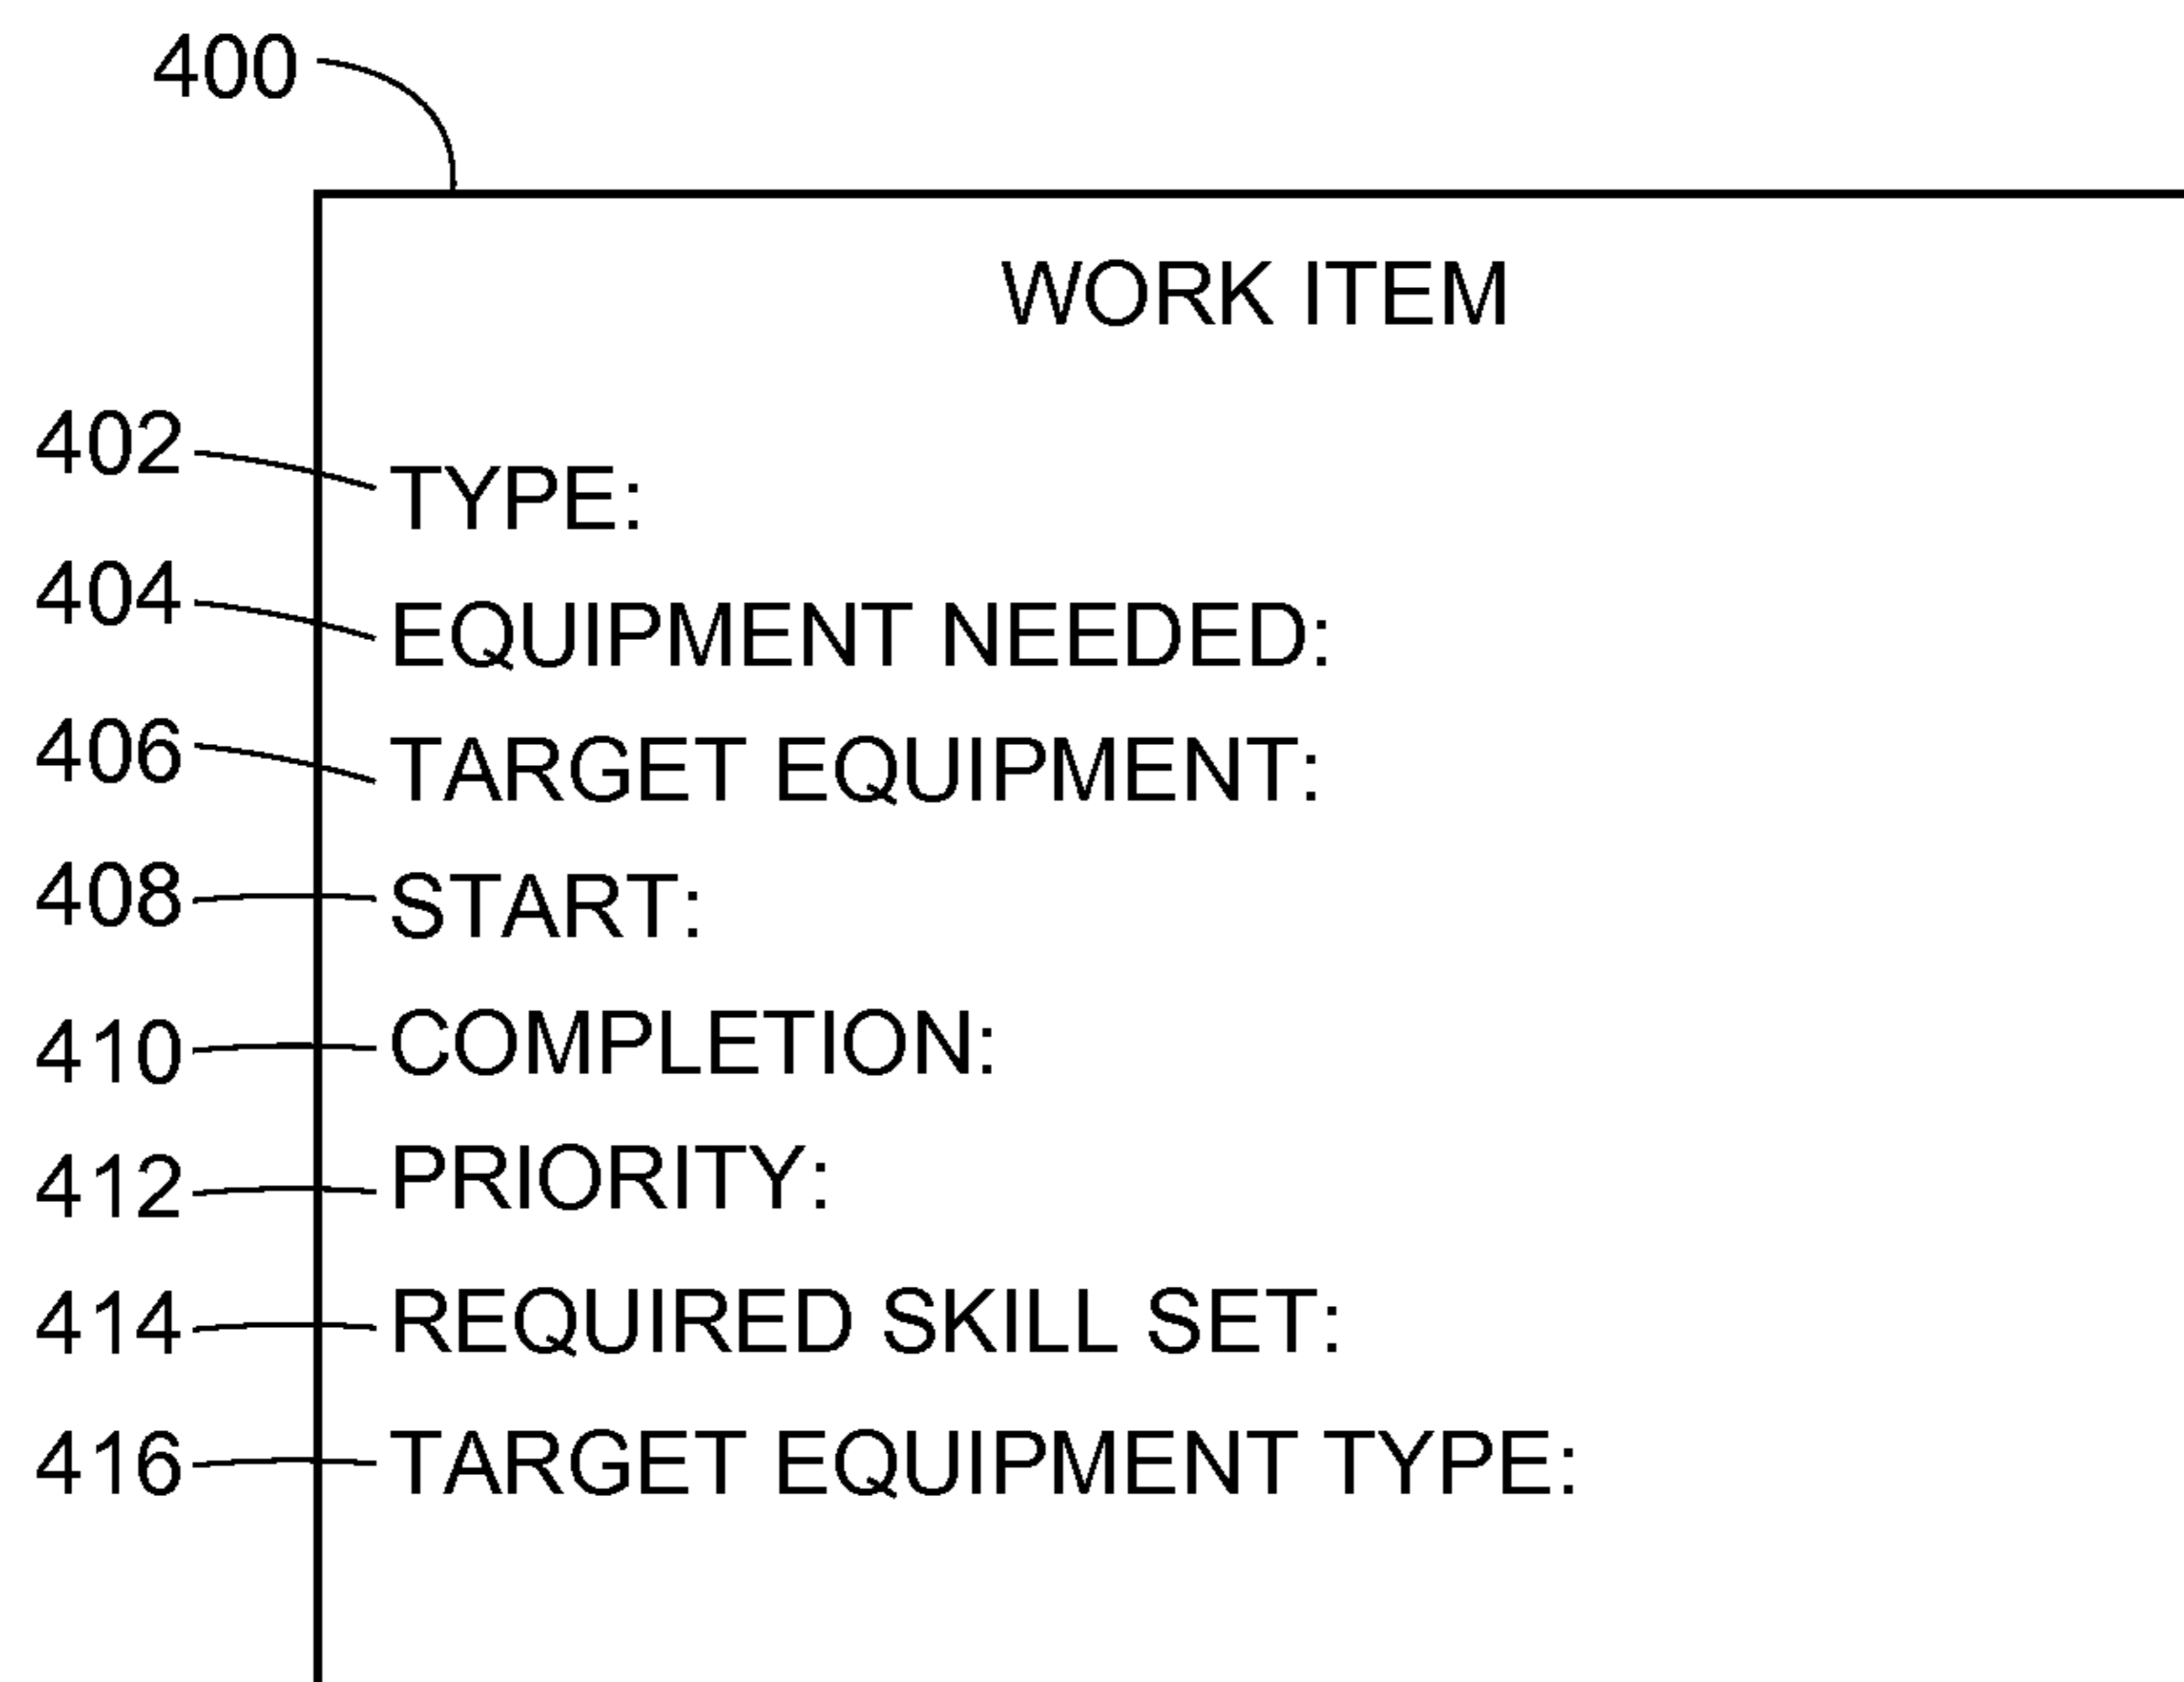 400
WORK ITEM
402 TYPE:
404 EQUIPMENT NEEDED:
406 TARGET EQUIPMENT:
408 START:
410 COMPLETION:
412 PRIORITY:
414 REQUIRED SKILL SET:
416 TARGET EQUIPMENT TYPE: